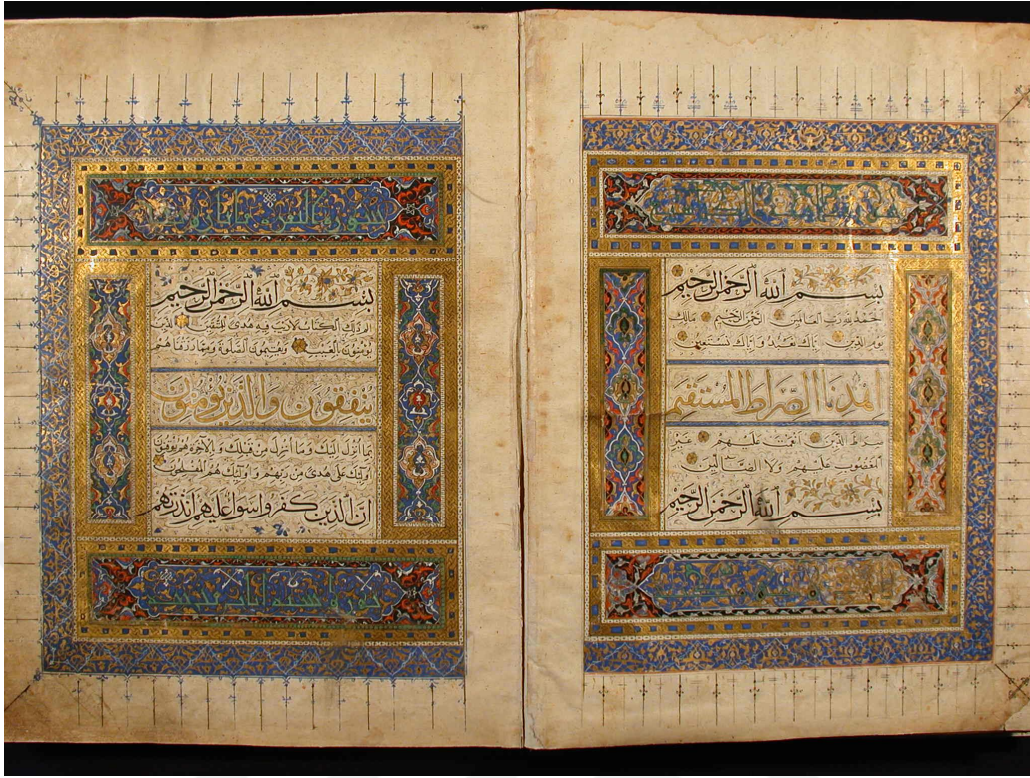 بسم الله الرحمن الرحيم
الحمد لله رب العالمين الرحمن الرحيم مالك
يوم الدين اياك نعبد واياك نستعين
اهدنا الصراط المستقيم
صراط الذين انعمت عليهم غير
المغضوب عليهم ولا الضالين
بسم الله الرحمن الرحيم
بسم الله الرحمن الرحيم
الم ذلك الكتاب لا ريب فيه هدى للمتقين الذين
يؤمنون بالغيب ويقيمون الصلوة ومما رزقناهم
ينفقون والذين يؤمنون
بما انزل اليك وما انزل من قبلك وبالاخرة هم يوقنون
اولئك على هدى من ربهم واولئك هم المفلحون
ان الذين كفروا سواء عليهم ءانذرتهم